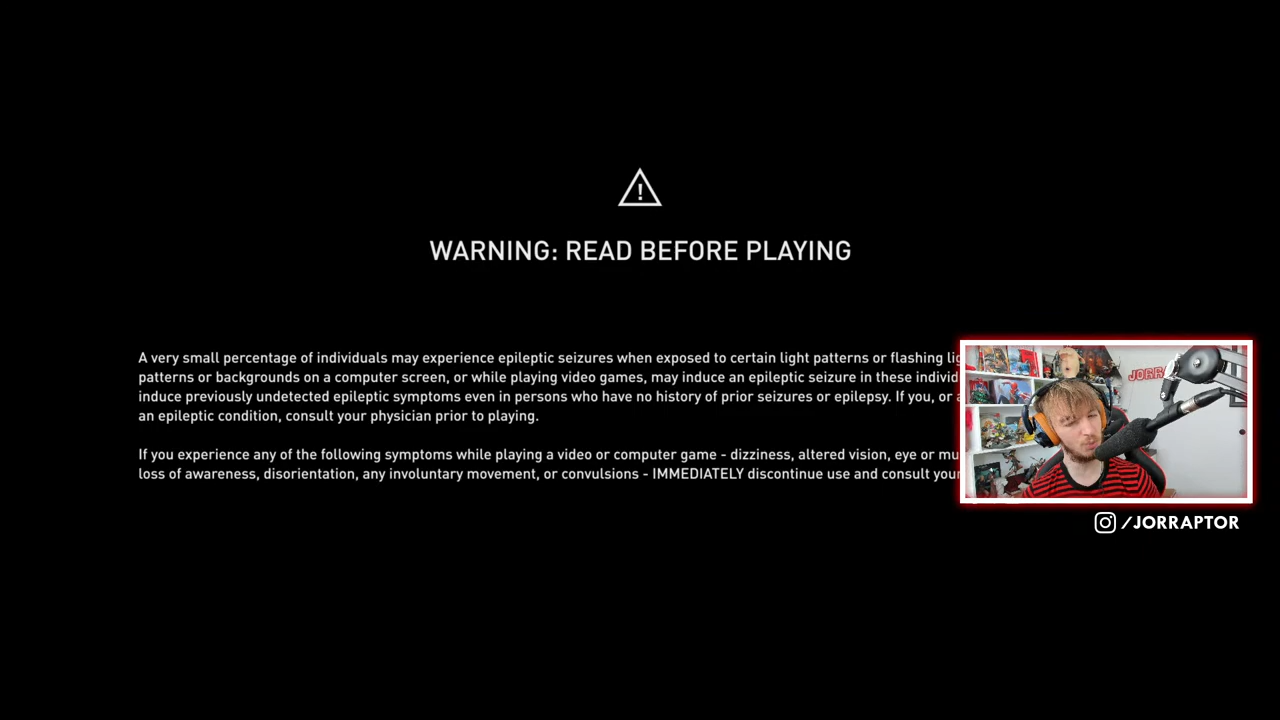 WARNING: READ BEFORE PLAYING
A very small percentage of individuals may experience epileptic seizures when exposed to certain light patterns or flashing
patterns or backgrounds on a computer screen, or while playing video games, may induce an epileptic seizure in these
induce previously undetected epileptic symptoms even in persons who have no history of prior seizures or epilepsy. If you, or
an epileptic condition, consult your physician prior to playing.
If you experience any of the following symptoms while playing a video or computer game - dizziness, altered vision, eye or
loss of awareness, disorientation, any involuntary movement, or convulsions - IMMEDIATELY discontinue use and consult your
JORR
/JORRAPTOR